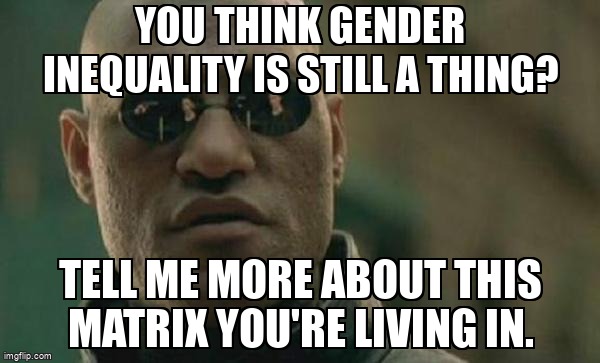 YOU THINK GENDER
INEQUALITY IS STILL A THING?
TELL ME MORE ABOUT THIS
MATRIX YOU'RE LIVING IN.
imgflip.com